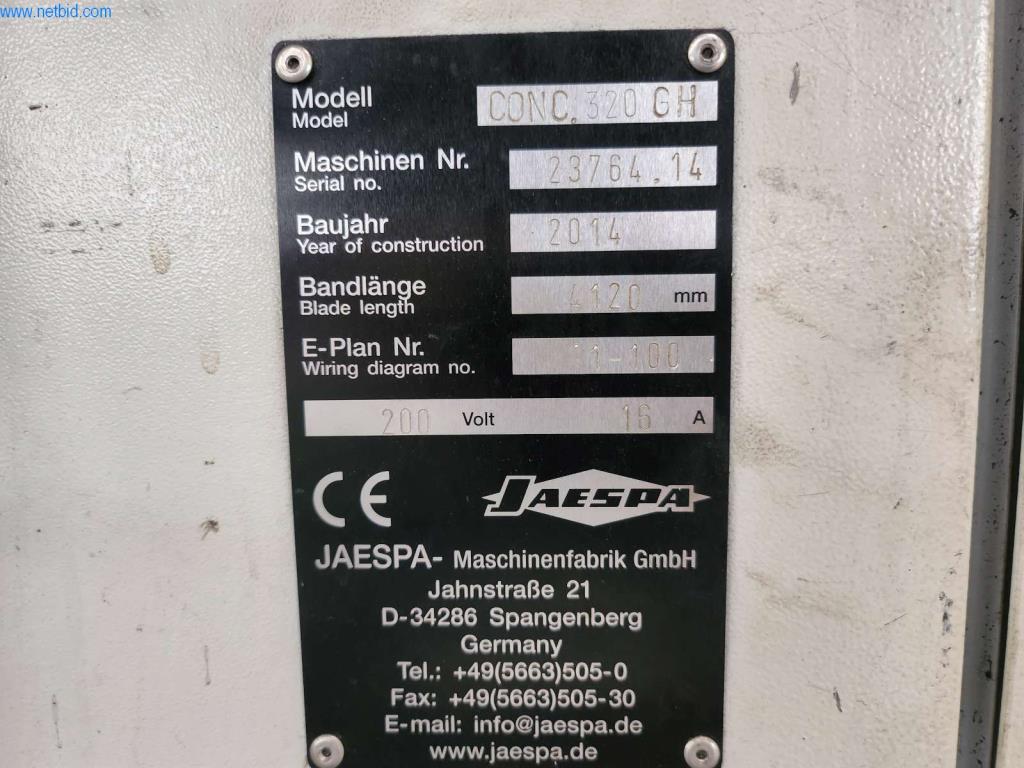 www.netbid.com
Modell CONC. 320 GH
Model
Maschinen Nr. 23764.14
Serial no.
Baujahr 2014
Year of construction
Bandlänge 4120 mm
Blade length
E-Plan Nr. 11-100
Wiring diagram no.
200 Volt 16 A
CE JAESPA
JAESPA- Maschinenfabrik GmbH
Jahnstraße 21
D-34286 Spangenberg
Germany
Tel.: +49(5663)505-0
Fax: +49(5663)505-30
E-mail: info@jaespa.de
www.jaespa.de